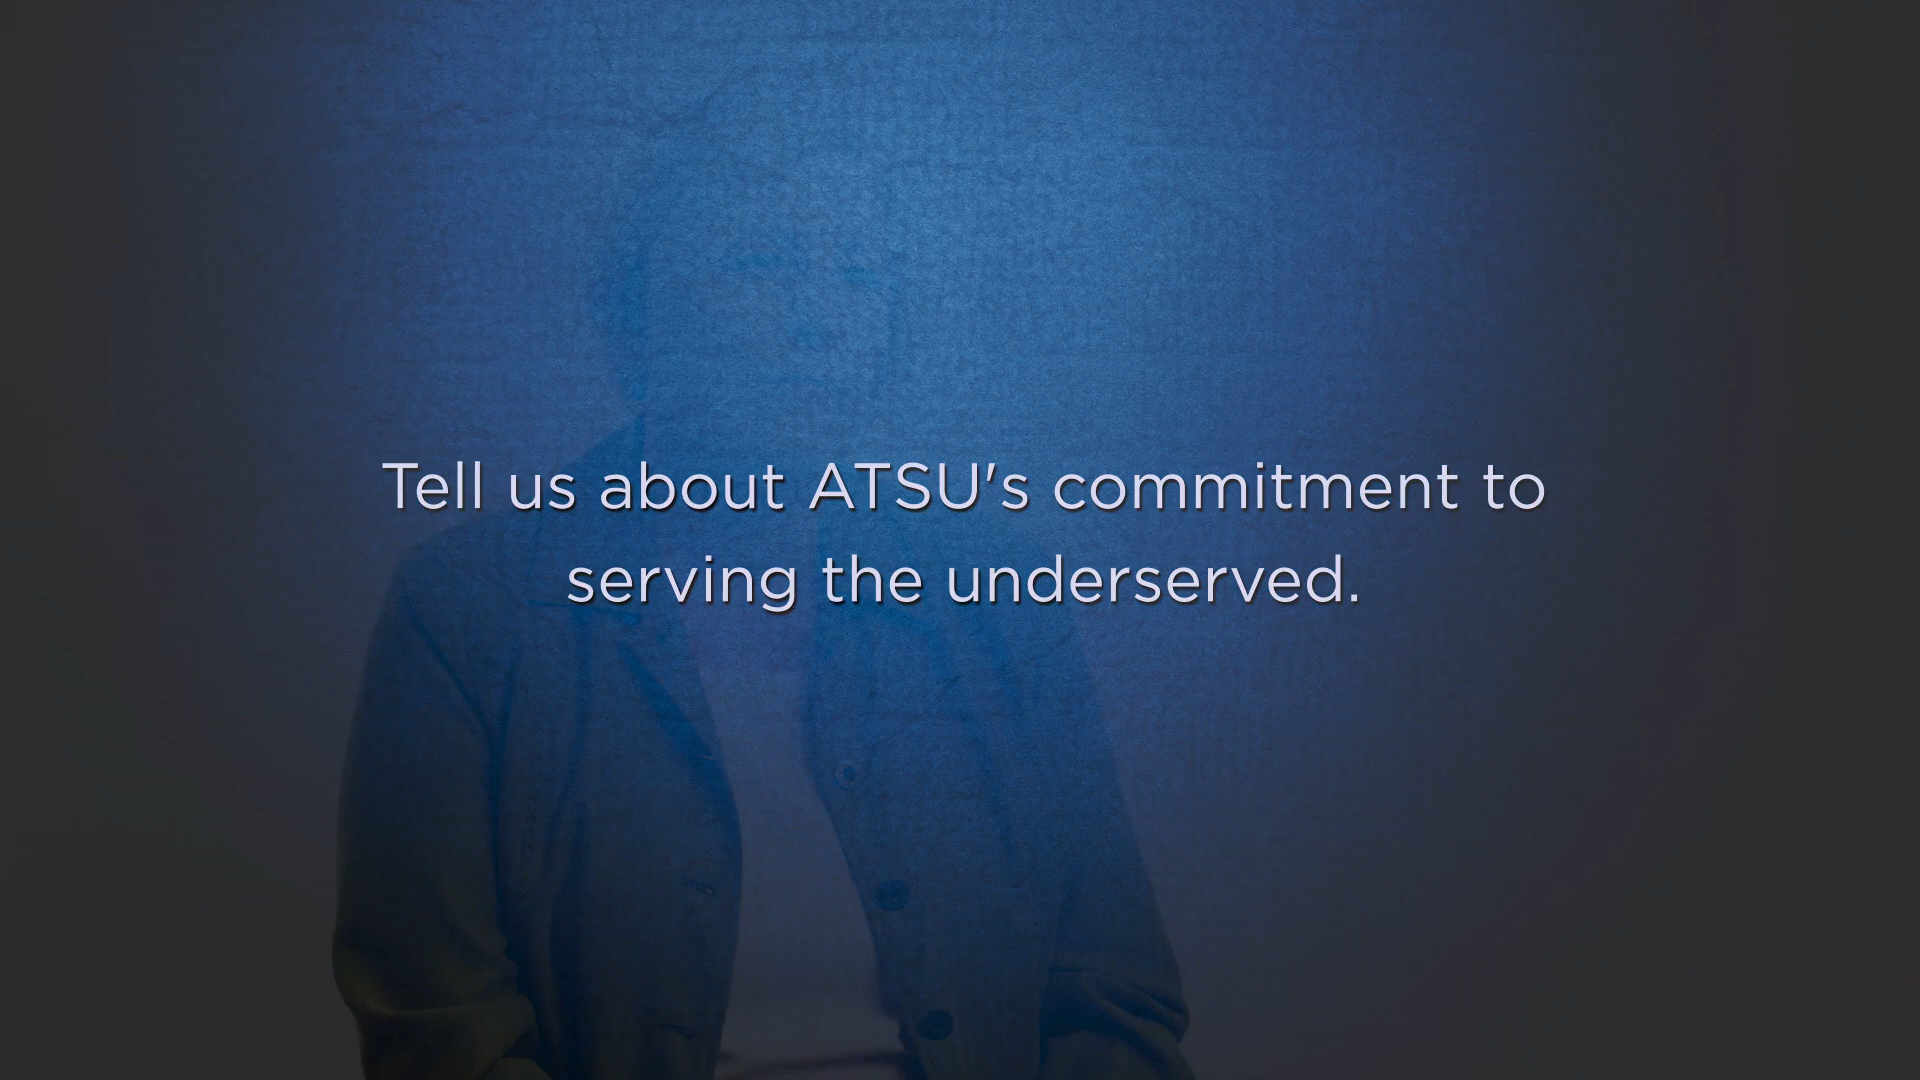 Tell us about ATSU's commitment to
serving the underserved.